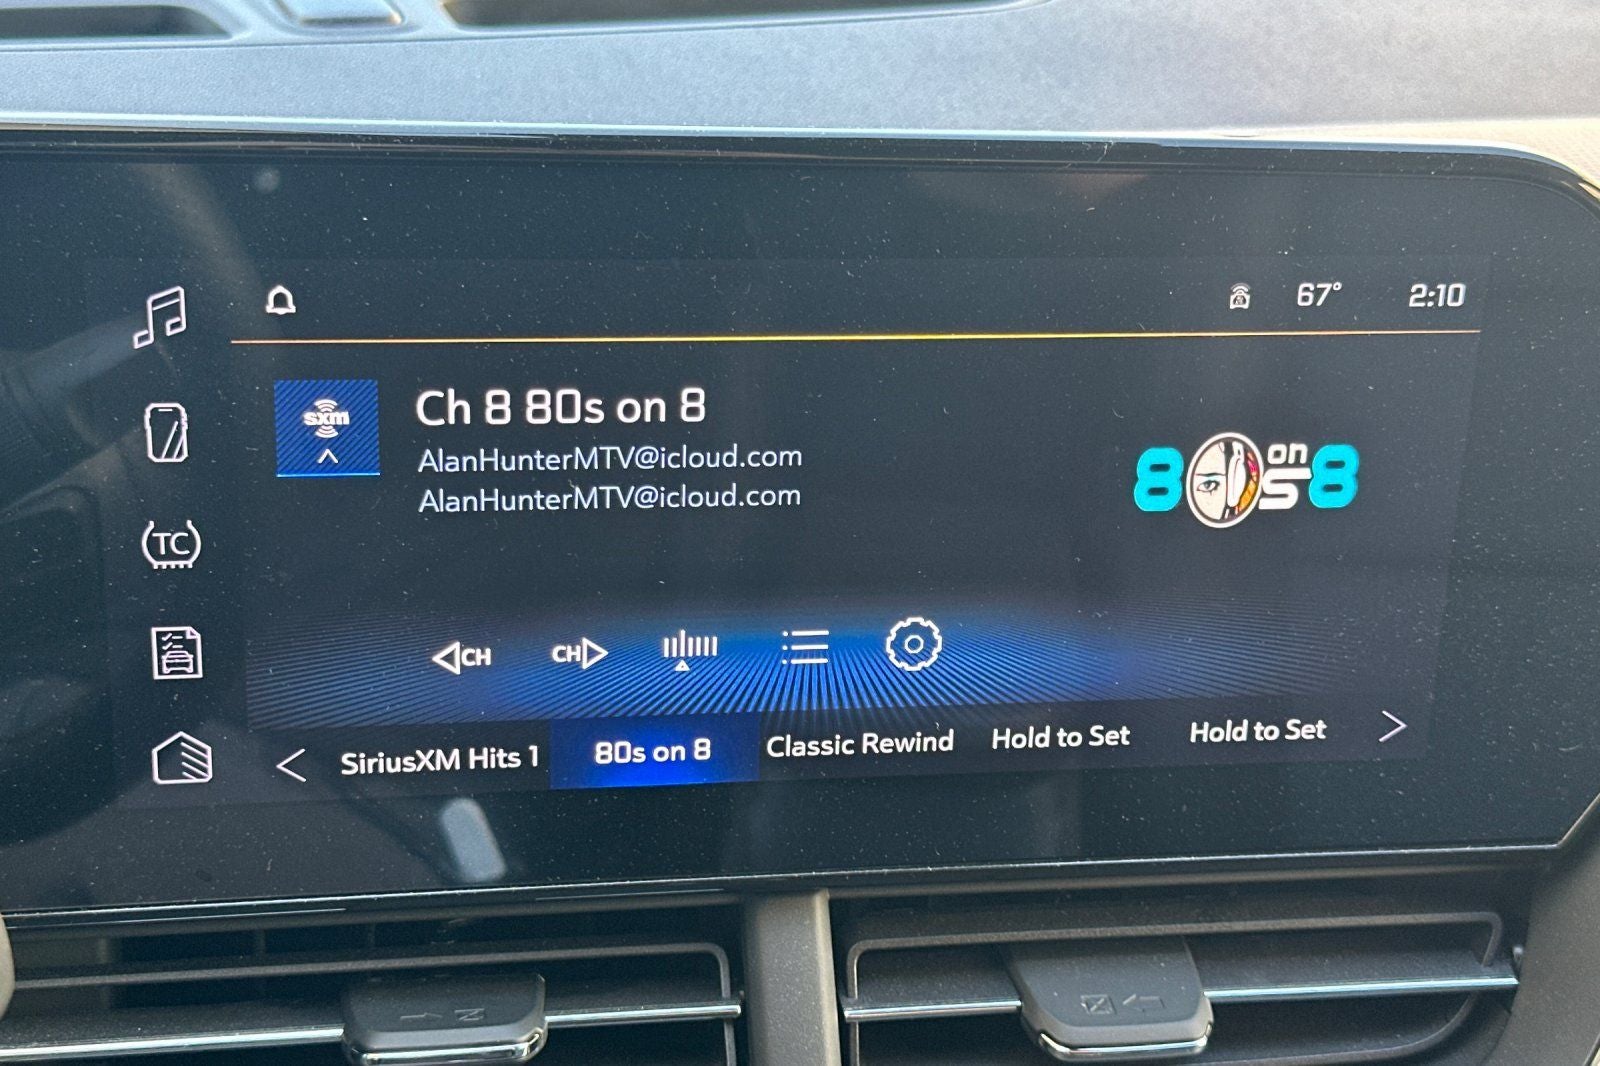 67° 2:10
sxm
Ch 8 80s on 8
AlanHunterMTV@icloud.com
AlanHunterMTV@icloud.com
80s on 8
TC
CH CH
SiriusXM Hits 1 80s on 8 Classic Rewind Hold to Set Hold to Set